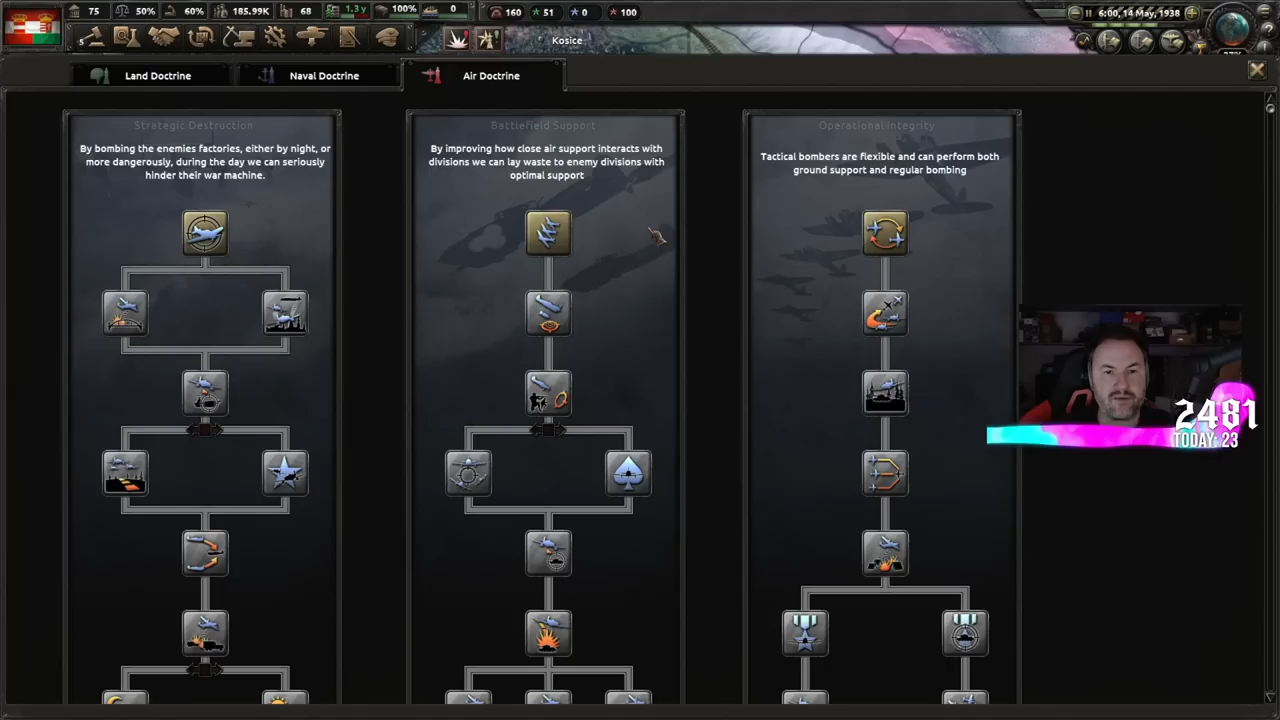 75
50%
60%
185.99K
68
1.3 y
100%
0
160
51
0
100
6:00, 14 May, 1938
5
Kosice
27%
Land Doctrine
Naval Doctrine
Air Doctrine
Strategic Destruction
By bombing the enemies factories, either by night, or
more dangerously, during the day we can seriously
hinder their war machine.
Battlefield Support
By improving how close air support interacts with
divisions we can lay waste to enemy divisions with
optimal support
Operational Integrity
Tactical bombers are flexible and can perform both
ground support and regular bombing
2481
TODAY: 23